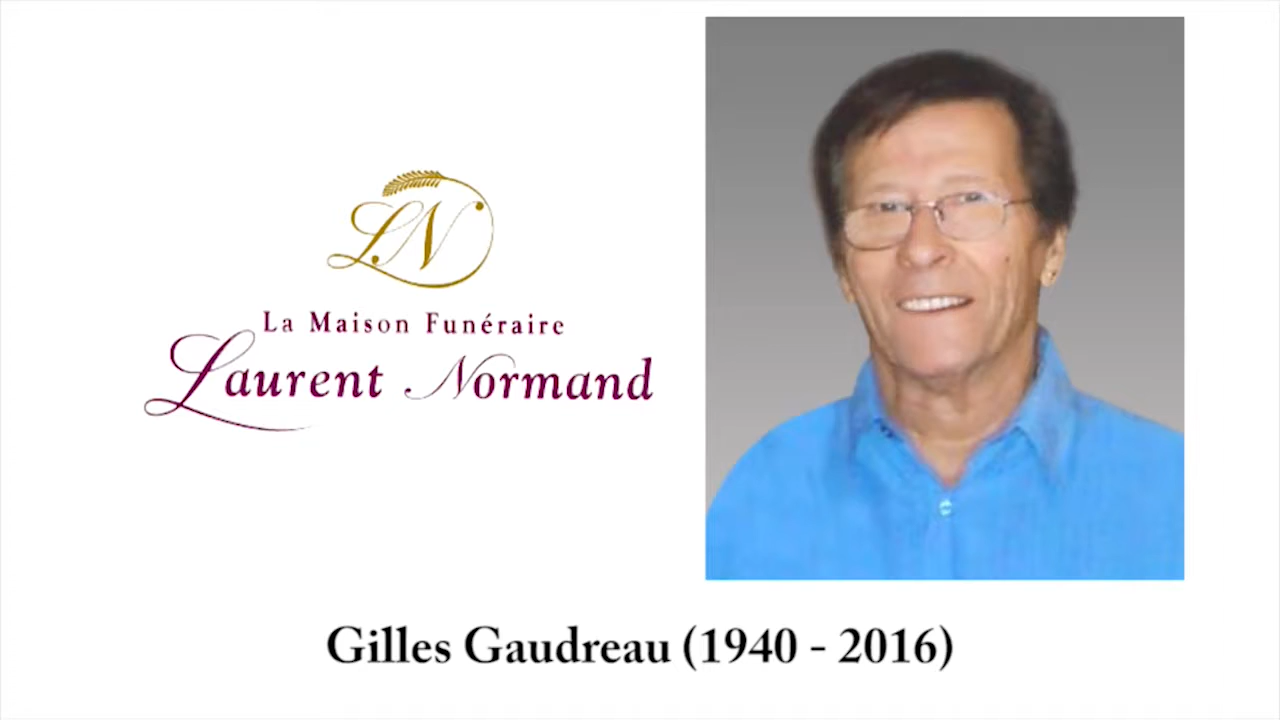 LN
La Maison Funéraire
Laurent Normand
Gilles Gaudreau (1940 - 2016)